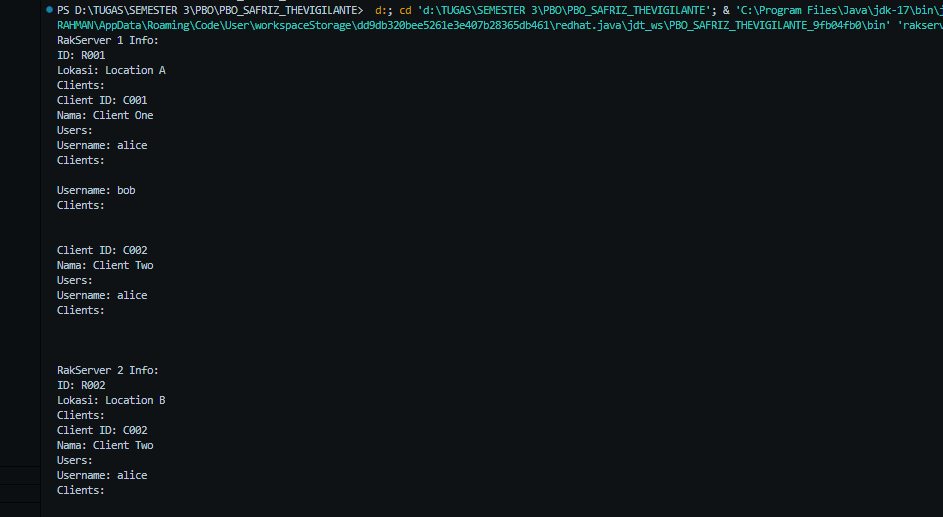 PS D:\TUGAS\SEMESTER 3\PBO\PBO_SAFRIZ_THEVIGILANTE>  d:; cd 'd:\TUGAS\SEMESTER 3\PBO\PBO_SAFRIZ_THEVIGILANTE'; & 'C:\Program Files\Java\jdk-17\bin\j
RAHMAN\AppData\Roaming\Code\User\workspaceStorage\dd9db320bee5261e3e407b28365db461\redhat.java\jdt_ws\PBO_SAFRIZ_THEVIGILANTE_9fb04fb0\bin' 'rakserv
RakServer 1 Info:
ID: R001
Lokasi: Location A
Clients:
Client ID: C001
Nama: Client One
Users:
Username: alice
Clients:
Username: bob
Clients:
Client ID: C002
Nama: Client Two
Users:
Username: alice
Clients:
RakServer 2 Info:
ID: R002
Lokasi: Location B
Clients:
Client ID: C002
Nama: Client Two
Users:
Username: alice
Clients: